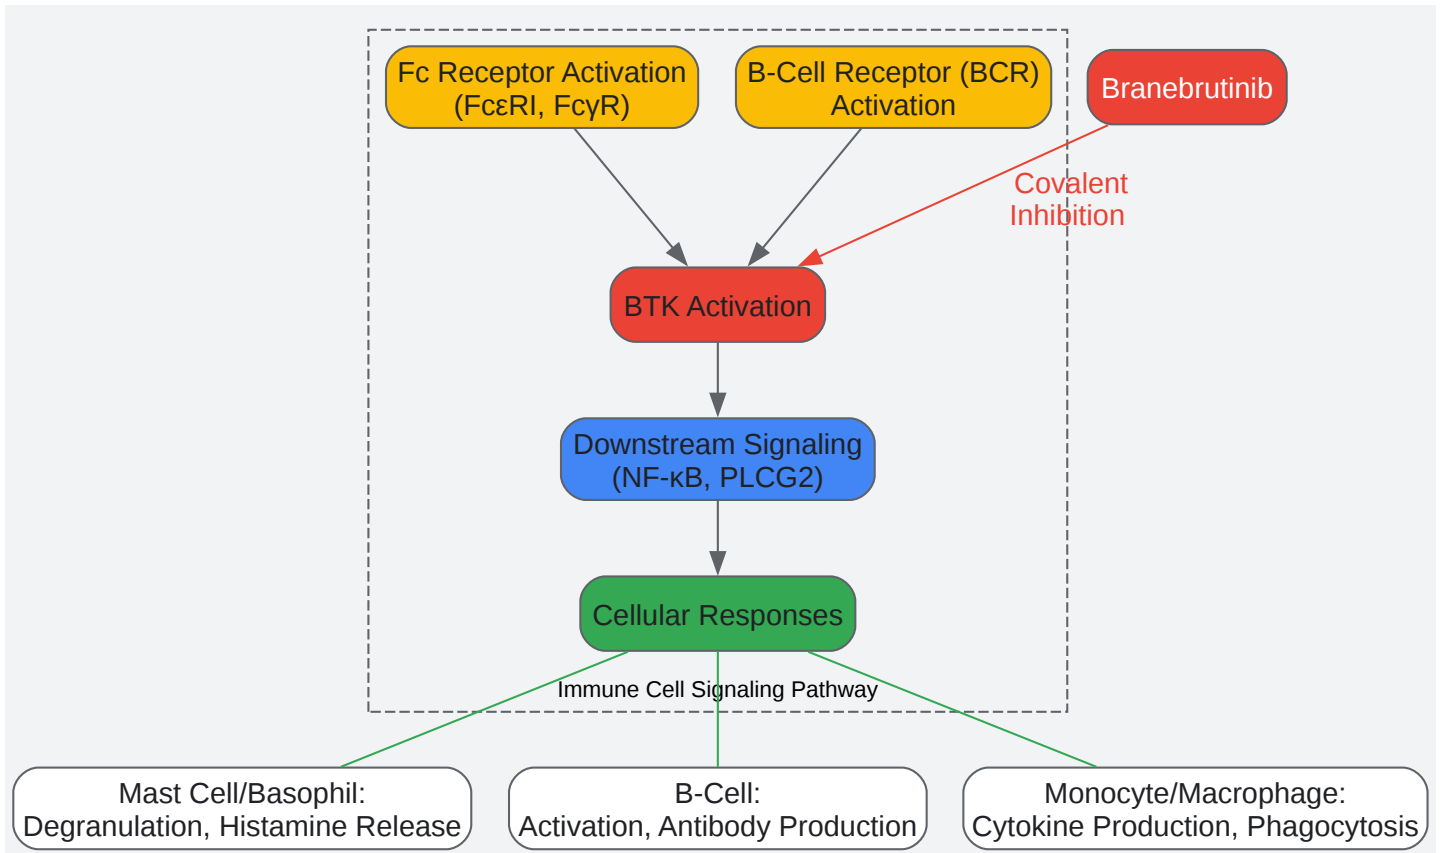 Fc Receptor Activation
(FcεRI, FcγR)
B-Cell Receptor (BCR)
Activation
Branebrutinib
Covalent
Inhibition
BTK Activation
Downstream Signaling
(NF-κB, PLCG2)
Cellular Responses
Immune Cell Signaling Pathway
Mast Cell/Basophil:
Degranulation, Histamine Release
B-Cell:
Activation, Antibody Production
Monocyte/Macrophage:
Cytokine Production, Phagocytosis